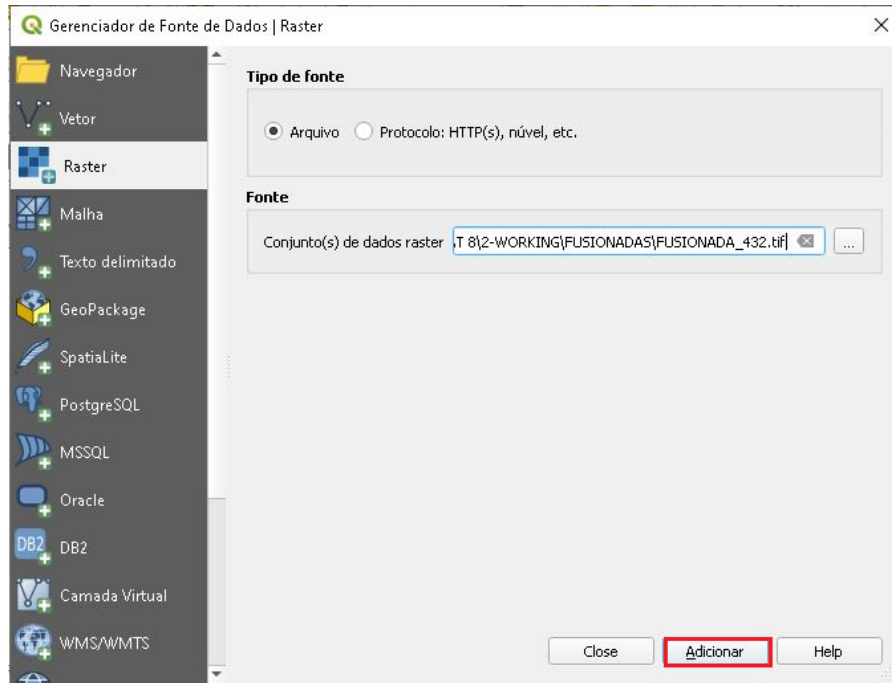 Gerenciador de Fonte de Dados | Raster
Navegador
Vetor
Raster
Malha
Texto delimitado
GeoPackage
SpatiaLite
PostgreSQL
MSSQL
Oracle
DB2 DB2
Camada Virtual
WMS/WMTS
Tipo de fonte
Arquivo Protocolo: HTTP(s), núvel, etc.
Fonte
Conjunto(s) de dados raster T 8\2-WORKING\FUSIONADAS\FUSIONADA_432.tif ...
Close Adicionar Help